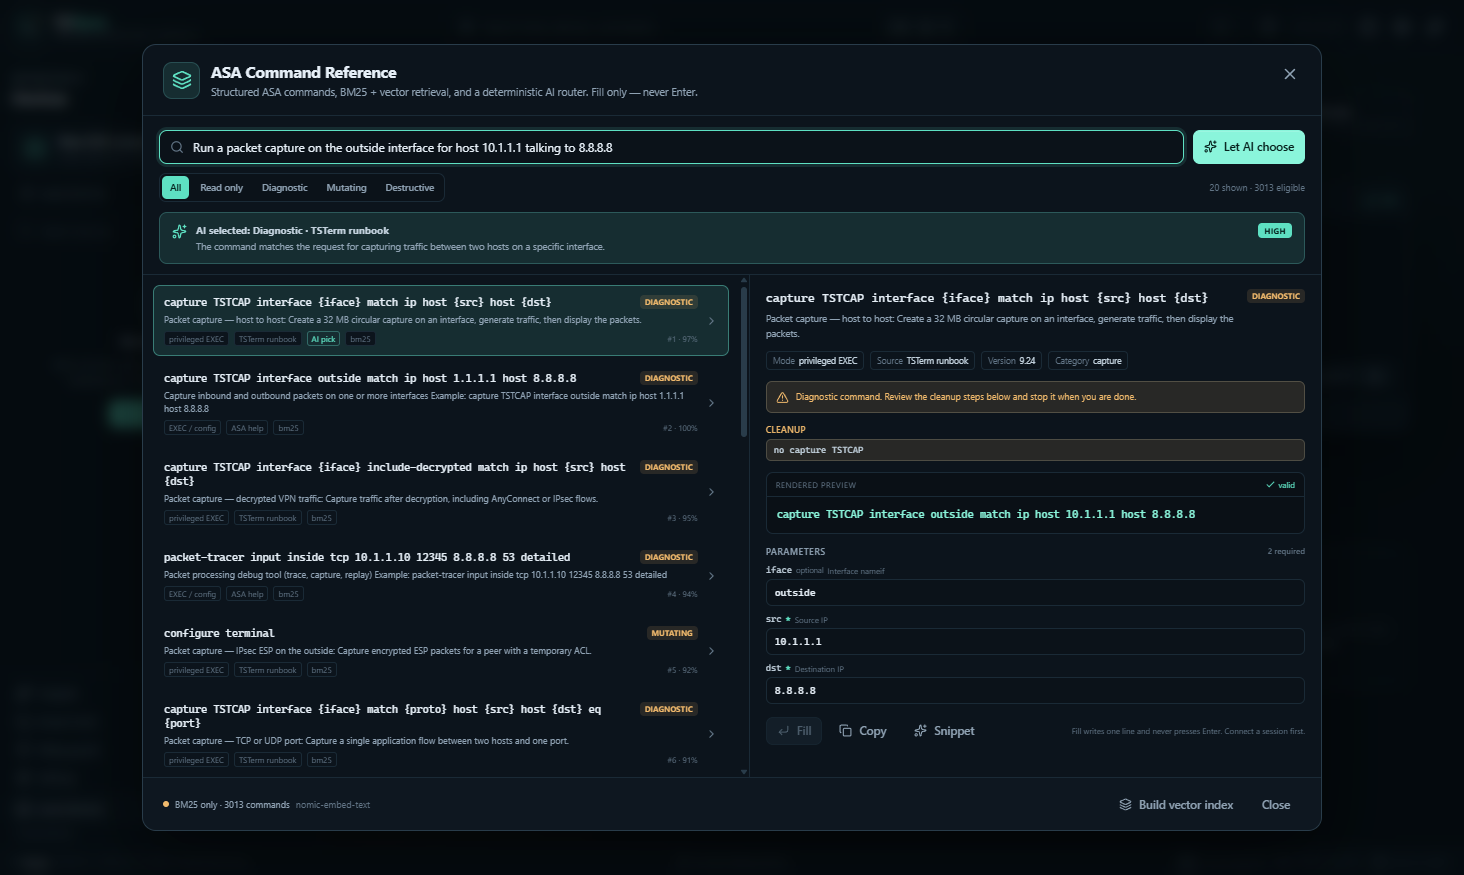 ASA Command Reference
Structured ASA commands, BM25 + vector retrieval, and a deterministic AI router. Fill only — never Enter.
Run a packet capture on the outside interface for host 10.1.1.1 talking to 8.8.8.8
Let AI choose
All Read only Diagnostic Mutating Destructive
20 shown · 3013 eligible
AI selected: Diagnostic · TSTerm runbook
HIGH
The command matches the request for capturing traffic between two hosts on a specific interface.
capture TSTCAP interface {iface} match ip host {src} host {dst}
DIAGNOSTIC
Packet capture — host to host: Create a 32 MB circular capture on an interface, generate traffic, then display the packets.
privileged EXEC TSTerm runbook AI pick bm25
#1 · 97%
capture TSTCAP interface outside match ip host 1.1.1.1 host 8.8.8.8
DIAGNOSTIC
Capture inbound and outbound packets on one or more interfaces Example: capture TSTCAP interface outside match ip host 1.1.1.1
host 8.8.8.8
EXEC / config ASA help bm25
#2 · 100%
capture TSTCAP interface {iface} include-decrypted match ip host {src} host
{dst}
DIAGNOSTIC
Packet capture — decrypted VPN traffic: Capture traffic after decryption, including AnyConnect or IPsec flows.
privileged EXEC TSTerm runbook bm25
#3 · 95%
packet-tracer input inside tcp 10.1.1.10 12345 8.8.8.8 53 detailed
DIAGNOSTIC
Packet processing debug tool (trace, capture, replay) Example: packet-tracer input inside tcp 10.1.1.10 12345 8.8.8.8 53 detailed
EXEC / config ASA help bm25
#4 · 94%
configure terminal
MUTATING
Packet capture — IPsec ESP on the outside: Capture encrypted ESP packets for a peer with a temporary ACL.
privileged EXEC TSTerm runbook bm25
#5 · 92%
capture TSTCAP interface {iface} match {proto} host {src} host {dst} eq
{port}
DIAGNOSTIC
Packet capture — TCP or UDP port: Capture a single application flow between two hosts and one port.
privileged EXEC TSTerm runbook bm25
#6 · 91%
capture TSTCAP interface {iface} match ip host {src} host {dst}
DIAGNOSTIC
Packet capture — host to host: Create a 32 MB circular capture on an interface, generate traffic, then display the
packets.
Mode privileged EXEC Source TSTerm runbook Version 9.24 Category capture
Diagnostic command. Review the cleanup steps below and stop it when you are done.
CLEANUP
no capture TSTCAP
RENDERED PREVIEW
valid
capture TSTCAP interface outside match ip host 10.1.1.1 host 8.8.8.8
PARAMETERS
2 required
iface optional Interface nameif
outside
src * Source IP
10.1.1.1
dst * Destination IP
8.8.8.8
Fill Copy Snippet
Fill writes one line and never presses Enter. Connect a session first.
BM25 only · 3013 commands nomic-embed-text
Build vector index Close